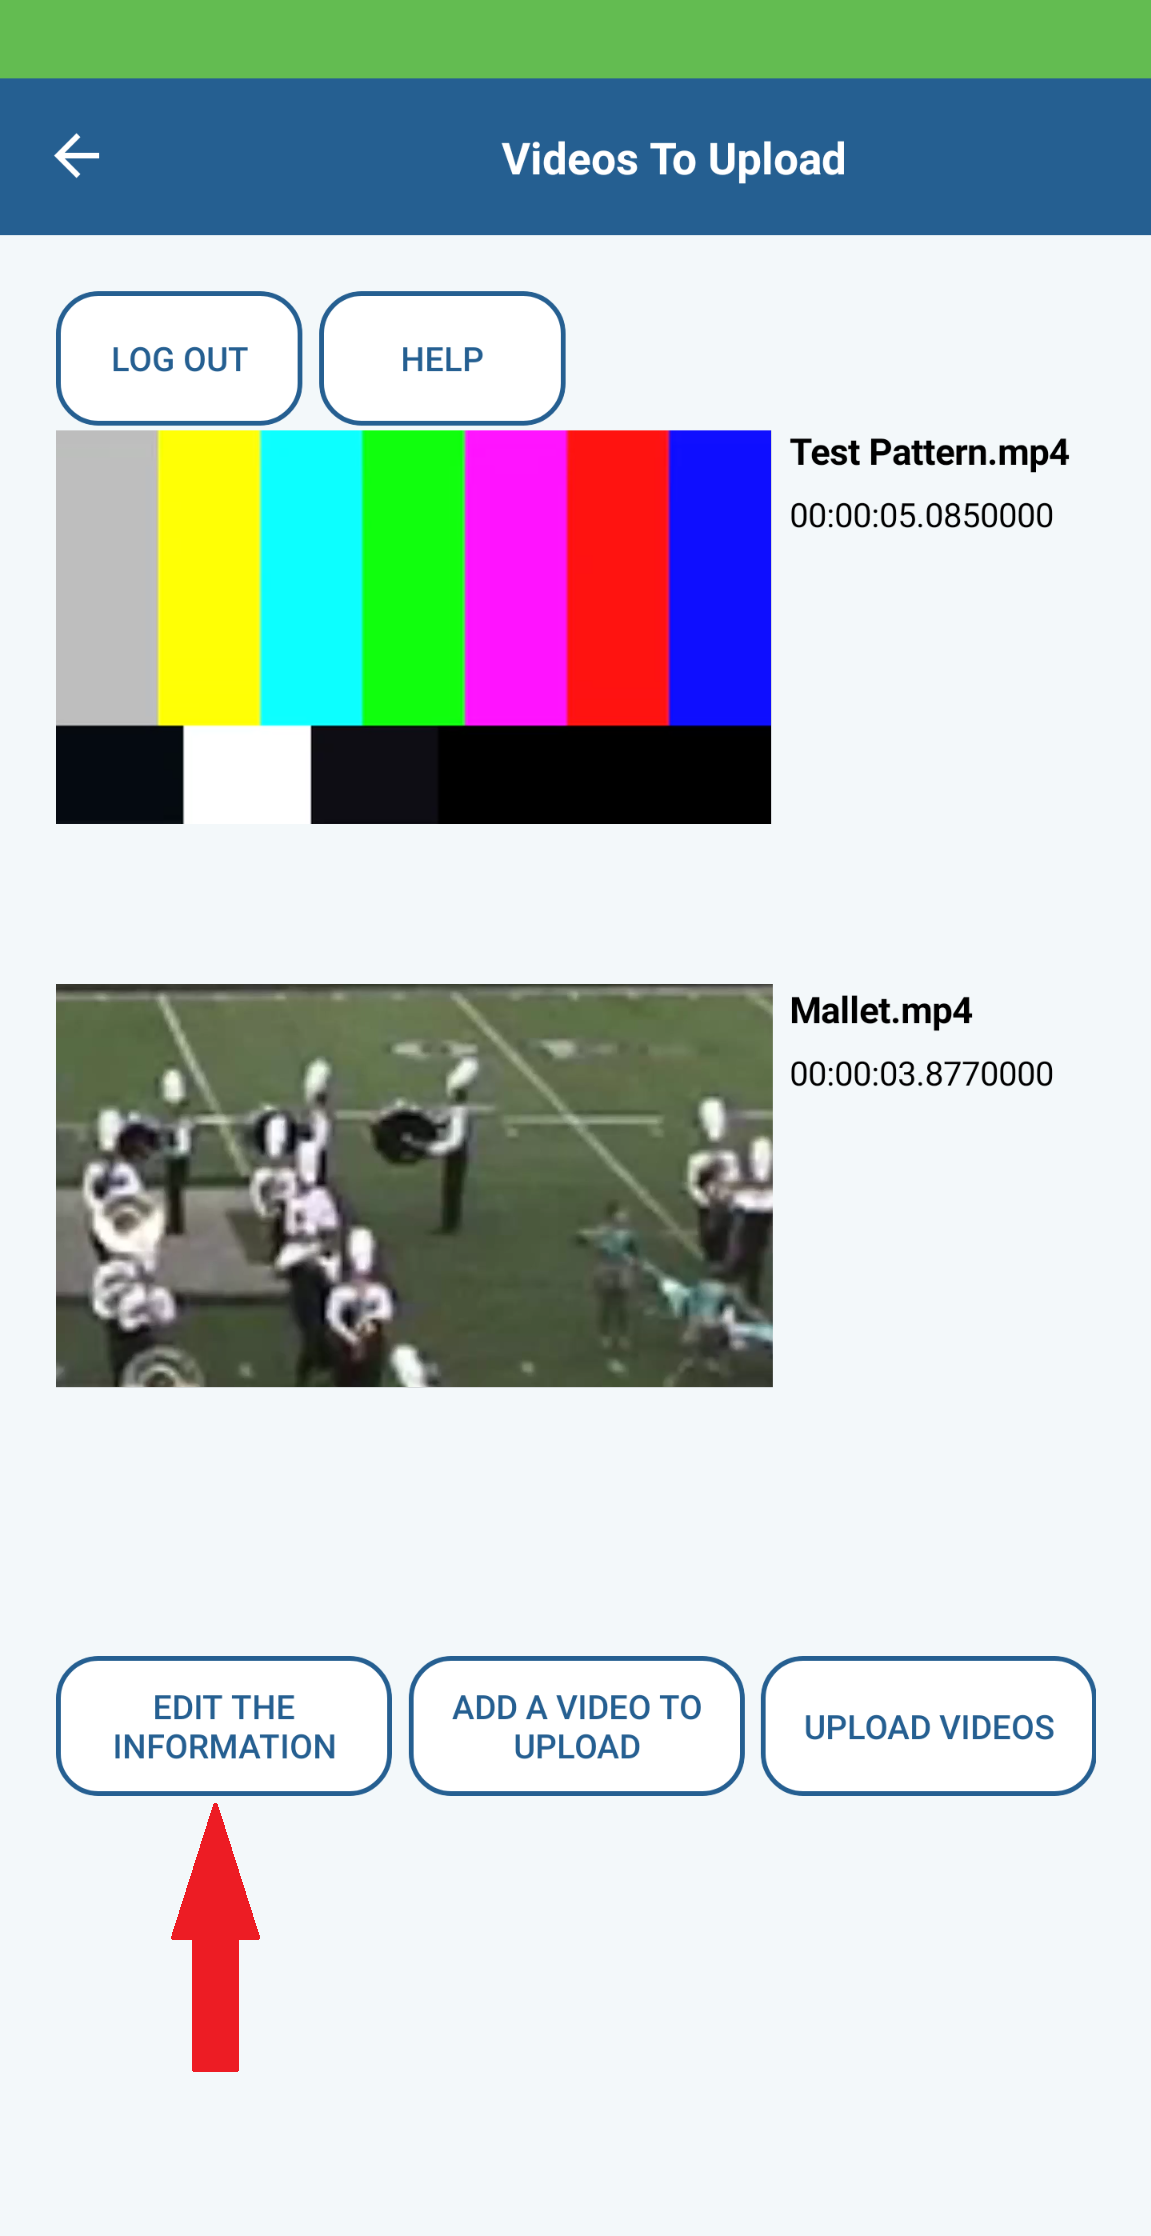 Videos To Upload
LOG OUT
HELP
Test Pattern.mp4
00:00:05.0850000
Mallet.mp4
00:00:03.8770000
EDIT THE
INFORMATION
ADD A VIDEO TO
UPLOAD
UPLOAD VIDEOS